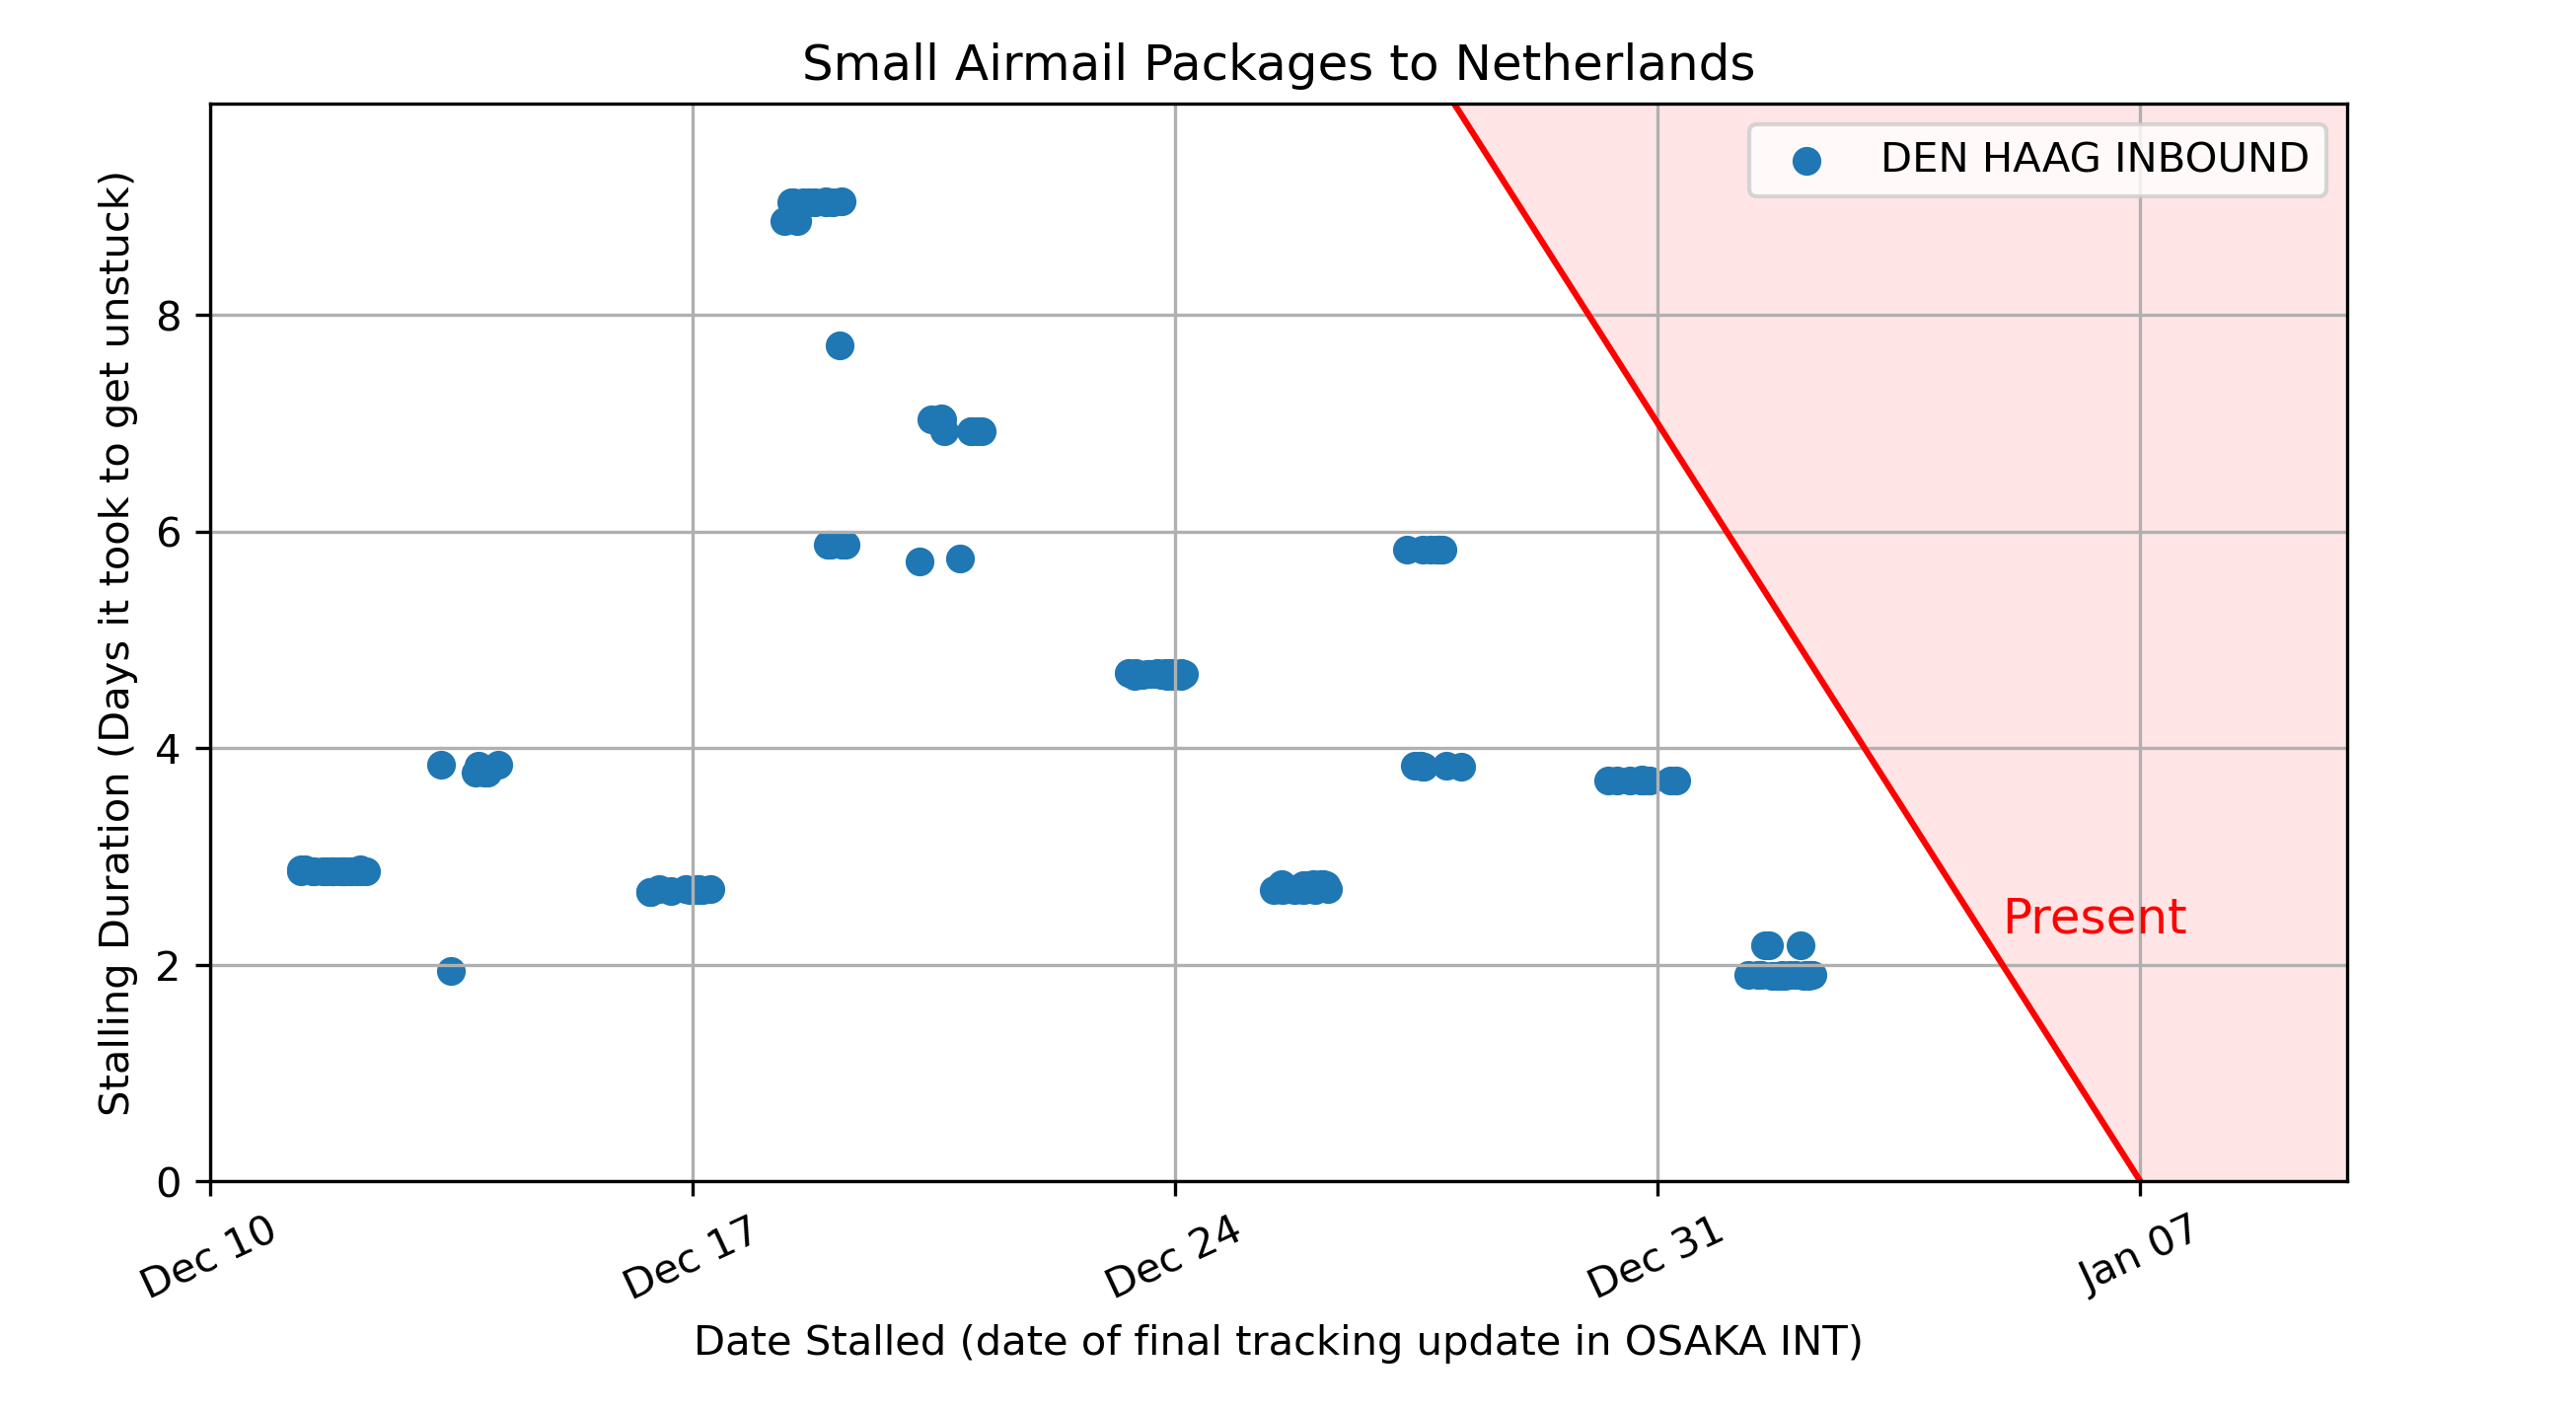 Small Airmail Packages to Netherlands
DEN HAAG INBOUND
Stalling Duration (Days it took to get unstuck)
8
6
4
2
0
Present
Dec 10
Dec 17
Dec 24
Dec 31
Jan 07
Date Stalled (date of final tracking update in OSAKA INT)